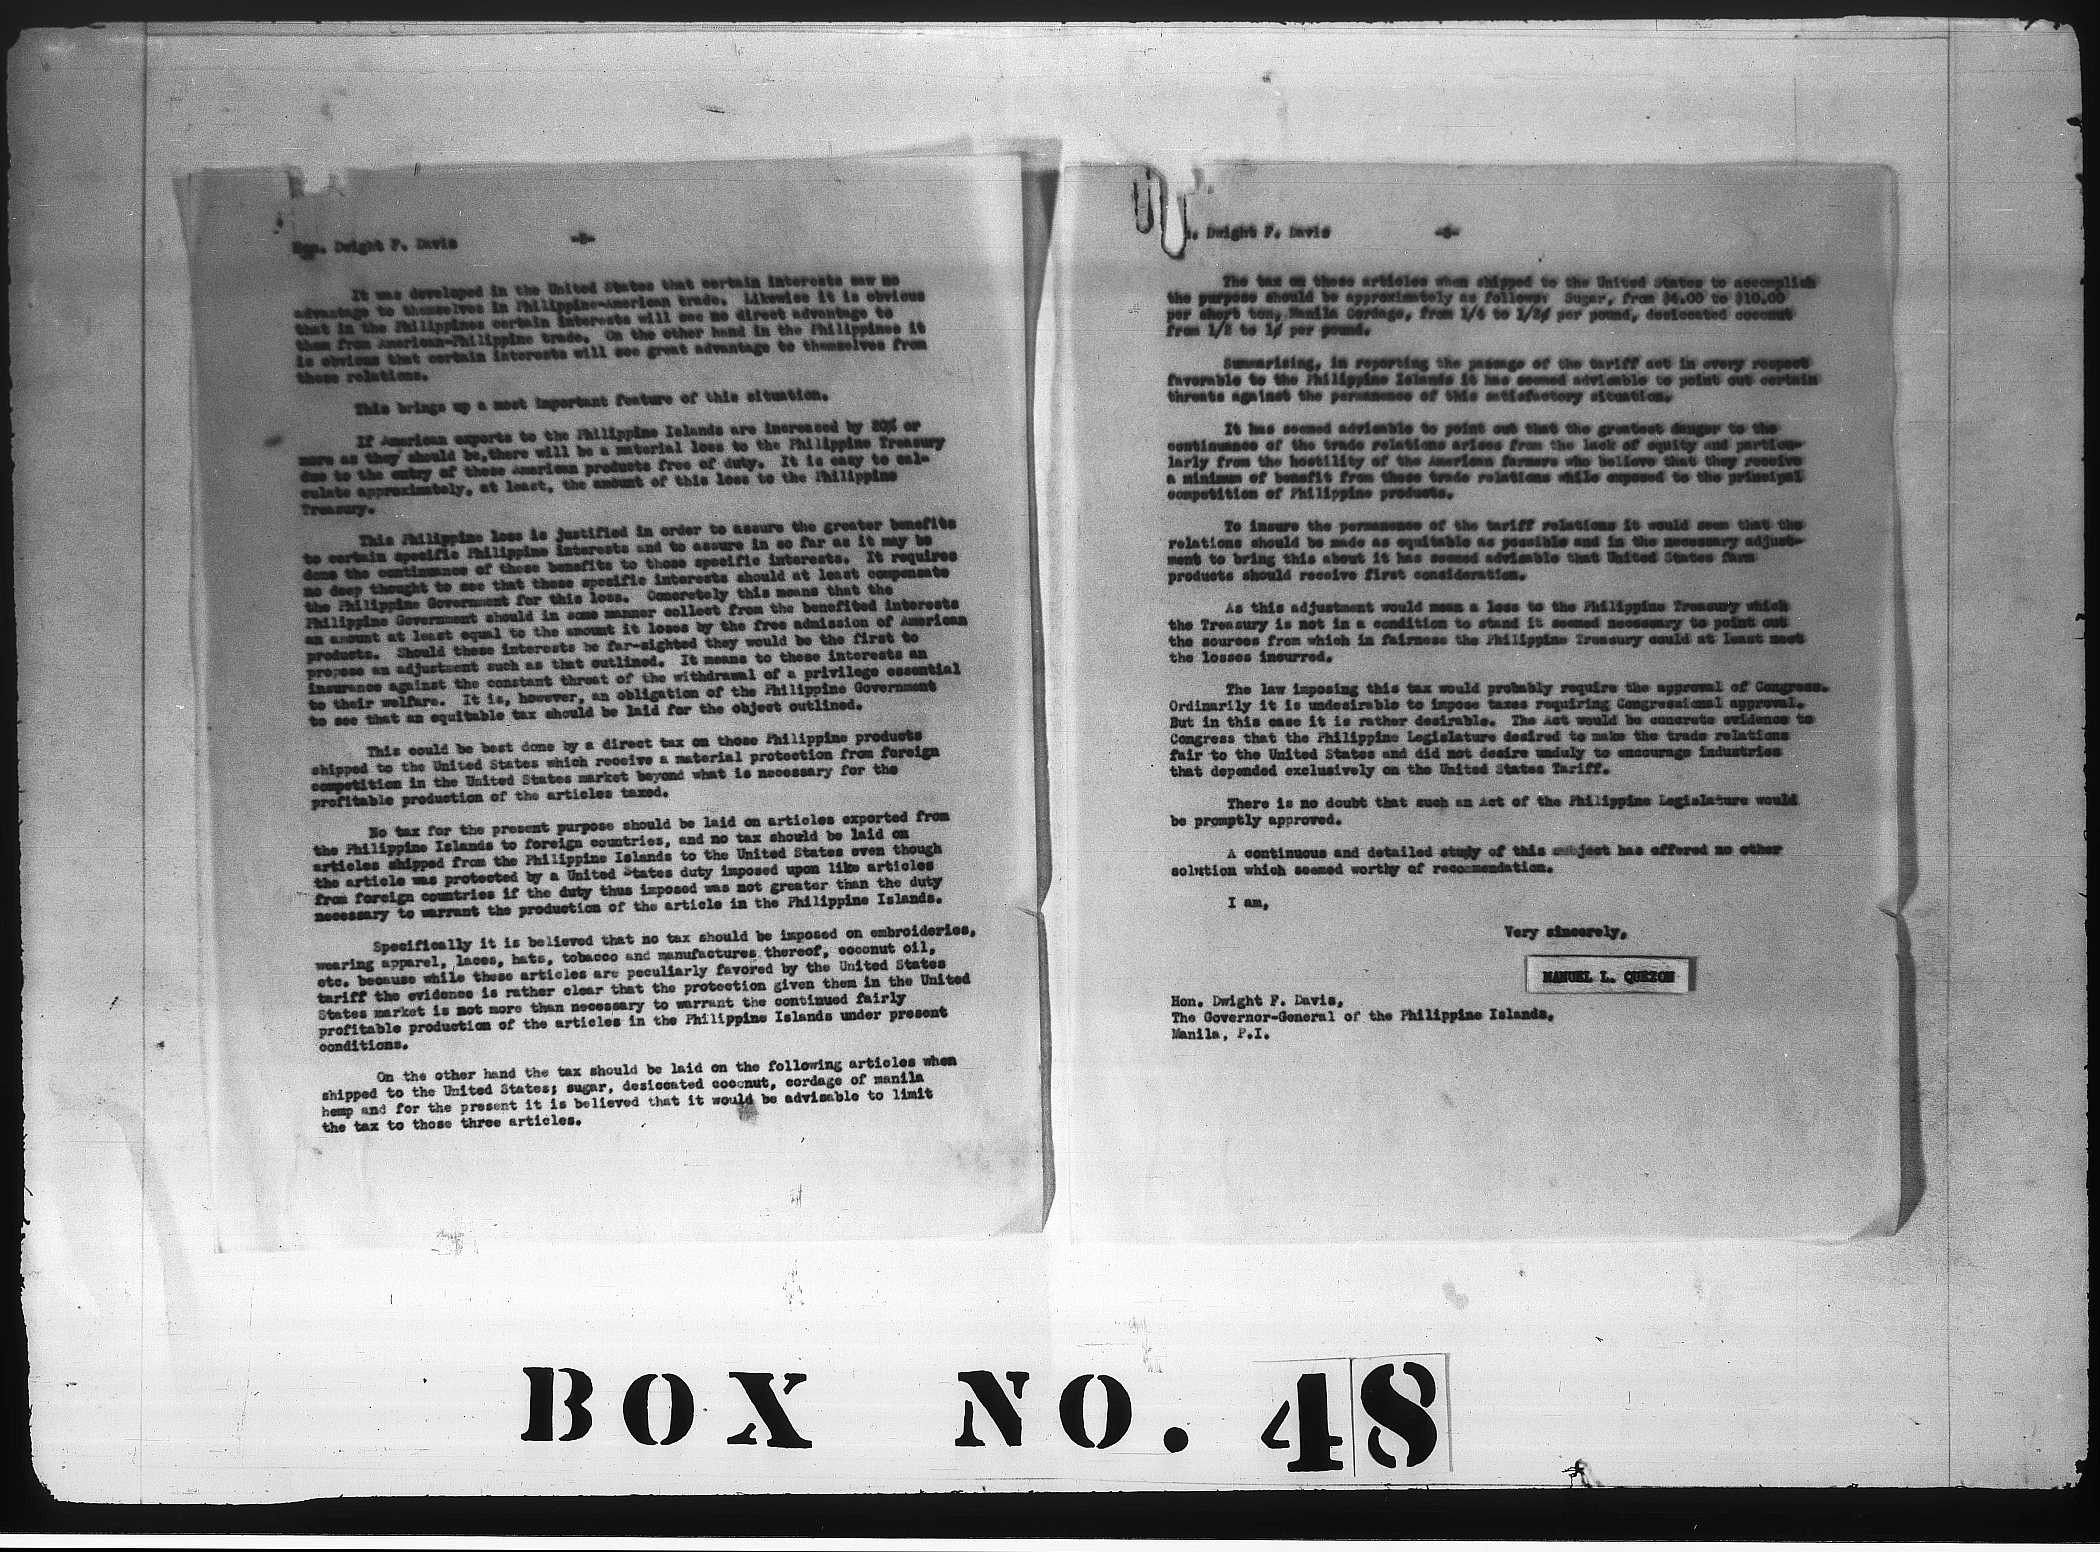 Hon. Dwight F. Davis
It was developed in the United States that certain interests saw no
advantage to themselves in Philippine-American trade. Likewise it is obvious
that in the Philippines certain interests will see no direct advantage to
them from American-Philippine trade. On the other hand in the Philippines it
is obvious that certain interests will see great advantage to themselves from
these relations.
This brings up a most important feature of this situation.
If American exports to the Philippine Islands are increased by 20% or
more as they should be, there will be a material loss to the Philippine Treasury
due to the entry of these American products free of duty. It is easy to cal-
culate approximately, at least, the amount of this loss to the Philippine
Treasury.
This Philippine loss is justified in order to assure the greater benefits
to certain specific Philippine interests and to assure in so far as it may be
done the continuance of these benefits to those specific interests. It requires
no deep thought to see that these specific interests should at least compensate
the Philippine Government for this loss. Concretely this means that the
Philippine Government should in some manner collect from the benefited interests
an amount at least equal to the amount it loses by the free admission of American
products. Should these interests be far-sighted they would be the first to
propose an adjustment such as that outlined. It means to these interests an
insurance against the constant threat of the withdrawal of a privilege essential
to their welfare. It is, however, an obligation of the Philippine Government
to see that an equitable tax should be laid for the object outlined.
This could be best done by a direct tax on those Philippine products
shipped to the United States which receive a material protection from foreign
competition in the United States market beyond what is necessary for the
profitable production of the articles taxed.
No tax for the present purpose should be laid on articles exported from
the Philippine Islands to foreign countries, and no tax should be laid on
articles shipped from the Philippine Islands to the United States even though
the article was protected by a United States duty imposed upon like articles
from foreign countries if the duty thus imposed was not greater than the duty
necessary to warrant the production of the article in the Philippine Islands.
Specifically it is believed that no tax should be imposed on embroideries,
wearing apparel, laces, hats, tobacco and manufactures thereof, coconut oil,
etc. because while these articles are peculiarly favored by the United States
tariff the evidence is rather clear that the protection given them in the United
States market is not more than necessary to warrant the continued fairly
profitable production of the articles in the Philippine Islands under present
conditions.
On the other hand the tax should be laid on the following articles when
shipped to the United States; sugar, desiccated coconut, cordage of manila
hemp and for the present it is believed that it would be advisable to limit
the tax to those three articles.
. Dwight F. Davis
The tax on these articles when shipped to the United States to accomplish
the purpose should be approximately as follows: Sugar, from $4.00 to $10.00
per short ton, Manila Cordage, from 1/4 to 1/2¢ per pound, desiccated coconut
from 1/2 to 1¢ per pound.
Summarising, in reporting the passage of the tariff act in every respect
favorable to the Philippine Islands it has seemed advisable to point out certain
threats against the permanence of this satisfactory situation.
It has seemed advisable to point out that the greatest danger to the
continuance of the trade relations arises from the lack of equity and particu-
larly from the hostility of the American farmers who believe that they receive
a minimum of benefit from these trade relations while exposed to the principal
competition of Philippine products.
To insure the permanence of the tariff relations it would seem that the
relations should be made as equitable as possible and in the necessary adjust-
ment to bring this about it has seemed advisable that United States farm
products should receive first consideration.
As this adjustment would mean a loss to the Philippine Treasury which
the Treasury is not in a condition to stand it seemed necessary to point out
the sources from which in fairness the Philippine Treasury could at least meet
the losses incurred.
The law imposing this tax would probably require the approval of Congress.
Ordinarily it is undesirable to impose taxes requiring Congressional approval.
But in this case it is rather desirable. The Act would be concrete evidence to
Congress that the Philippine Legislature desired to make the trade relations
fair to the United States and did not desire unduly to encourage industries
that depended exclusively on the United States Tariff.
There is no doubt that such an Act of the Philippine Legislature would
be promptly approved.
A continuous and detailed study of this subject has offered no other
solution which seemed worthy of recommendation.
I am,
Very sincerely,
MANUEL L. QUEZON
Hon. Dwight F. Davis,
The Governor-General of the Philippine Islands,
Manila, P.I.
BOX NO. 48